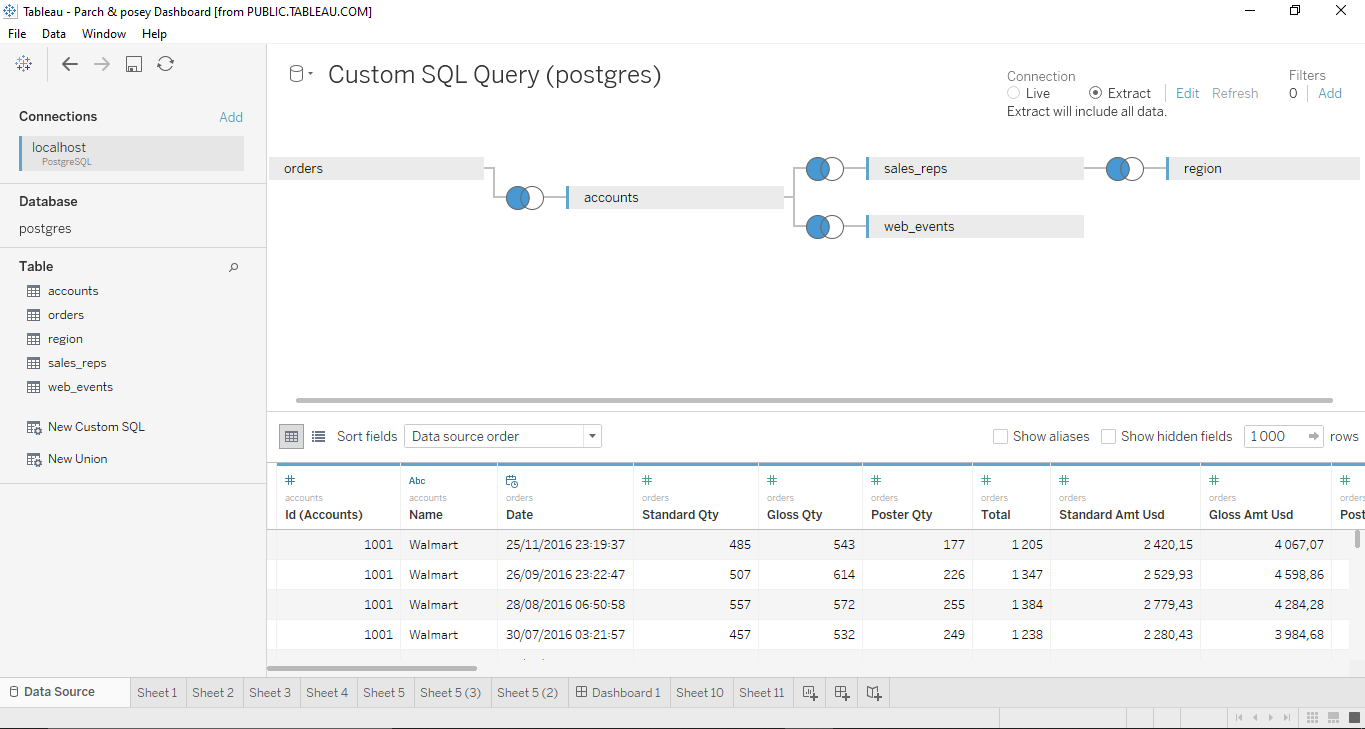 Tableau - Parch & posey Dashboard [from PUBLIC.TABLEAU.COM]
File Data Window Help
Connections Add
localhost
PostgreSQL
Database
postgres
Table
accounts
orders
region
sales_reps
web_events
New Custom SQL
New Union
Custom SQL Query (postgres)
Connection
Live Extract Edit Refresh
Extract will include all data.
Filters
0 Add
orders
accounts
sales_reps
region
web_events
Sort fields Data source order Show aliases Show hidden fields 1 000 rows
# Abc # # # # # # #
accounts accounts orders orders orders orders orders orders orders orders
Id (Accounts) Name Date Standard Qty Gloss Qty Poster Qty Total Standard Amt Usd Gloss Amt Usd Post
1001 Walmart 25/11/2016 23:19:37 485 543 177 1 205 2 420,15 4 067,07
1001 Walmart 26/09/2016 23:22:47 507 614 226 1 347 2 529,93 4 598,86
1001 Walmart 28/08/2016 06:50:58 557 572 255 1 384 2 779,43 4 284,28
1001 Walmart 30/07/2016 03:21:57 457 532 249 1 238 2 280,43 3 984,68
Data Source Sheet 1 Sheet 2 Sheet 3 Sheet 4 Sheet 5 Sheet 5 (3) Sheet 5 (2) Dashboard 1 Sheet 10 Sheet 11